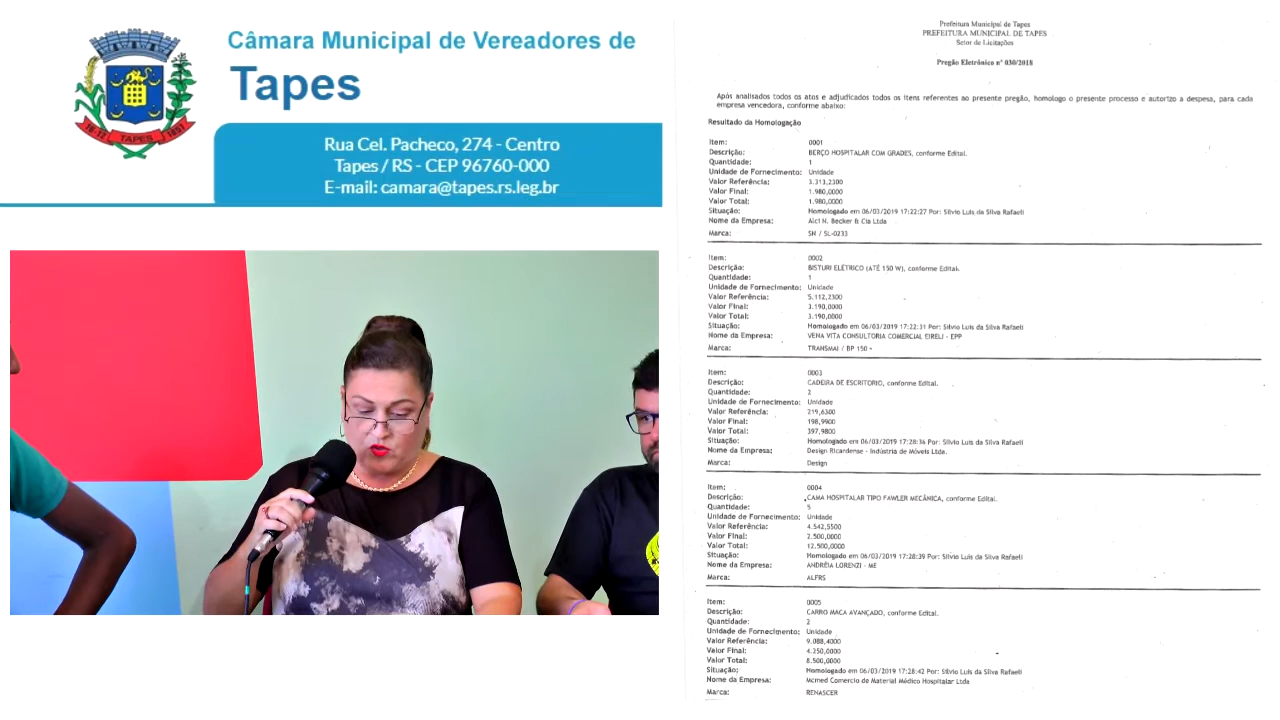 Câmara Municipal de Vereadores de
Tapes
Rua Cel. Pacheco, 274 - Centro
Tapes / RS - CEP 96760-000
E-mail: camara@tapes.rs.leg.br
TAPES
1857
Prefeitura Municipal de Tapes
PREFEITURA MUNICIPAL DE TAPES
Setor de Licitações
Pregão Eletrônico nº 030/2018
Após analisados todos os atos e adjudicados todos os itens referentes ao presente pregão, homologo o presente processo e autorizo a despesa, para cada
empresa vencedora, conforme abaixo:
Resultado da Homologação
Item: 0001
Descrição: BERÇO HOSPITALAR COM GRADES, conforme Edital.
Quantidade: 1
Unidade de Fornecimento: Unidade
Valor Referência: 3.313,2300
Valor Final: 1.980,0000
Valor Total: 1.980,0000
Situação: Homologado em 06/03/2019 17:22:27 Por: Silvio Luis da Silva Rafaeli
Nome da Empresa: Alci N. Becker & Cia Ltda
Marca: SH / SL-0233
Item: 0002
Descrição: BISTURI ELÉTRICO (ATÉ 150 W), conforme Edital.
Quantidade: 1
Unidade de Fornecimento: Unidade
Valor Referência: 5.112,2300
Valor Final: 3.190,0000
Valor Total: 3.190,0000
Situação: Homologado em 06/03/2019 17:22:31 Por: Silvio Luis da Silva Rafaeli
Nome da Empresa: VENA VITA CONSULTORIA COMERCIAL EIRELI - EPP
Marca: TRANSMAI / BP 150
Item: 0003
Descrição: CADEIRA DE ESCRITORIO, conforme Edital.
Quantidade: 2
Unidade de Fornecimento: Unidade
Valor Referência: 219,6300
Valor Final: 198,9900
Valor Total: 397,9800
Situação: Homologado em 06/03/2019 17:28:36 Por: Silvio Luis da Silva Rafaeli
Nome da Empresa: Design Ricardense - Indústria de Móveis Ltda.
Marca: Design
Item: 0004
Descrição: CAMA HOSPITALAR TIPO FAWLER MECÂNICA, conforme Edital.
Quantidade: 5
Unidade de Fornecimento: Unidade
Valor Referência: 4.542,5500
Valor Final: 2.500,0000
Valor Total: 12.500,0000
Situação: Homologado em 06/03/2019 17:28:39 Por: Silvio Luis da Silva Rafaeli
Nome da Empresa: ANDRÉIA LORENZI - ME
Marca: ALFRS
Item: 0005
Descrição: CARRO MACA AVANÇADO, conforme Edital.
Quantidade: 2
Unidade de Fornecimento: Unidade
Valor Referência: 9.088,4000
Valor Final: 4.250,0000
Valor Total: 8.500,0000
Situação: Homologado em 06/03/2019 17:28:42 Por: Silvio Luis da Silva Rafaeli
Nome da Empresa: Mcmed Comercio de Material Médico Hospitalar Ltda
Marca: RENASCER